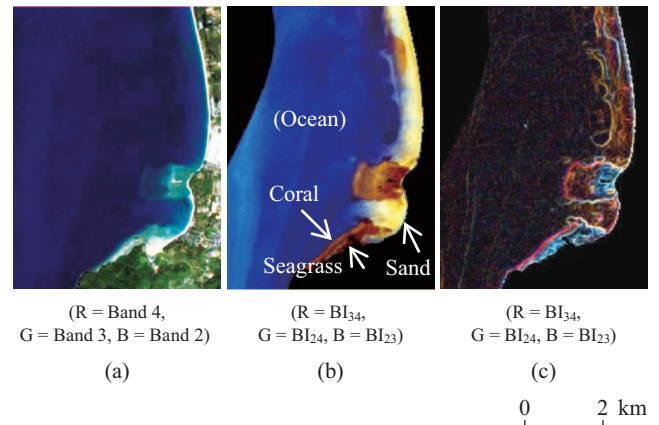 (Ocean)
Coral
Seagrass
Sand
(R = Band 4,
G = Band 3, B = Band 2)
(a)
(R = BI₃₄,
G = BI₂₄, B = BI₂₃)
(b)
(R = BI₃₄,
G = BI₂₄, B = BI₂₃)
(c)
0 2 km